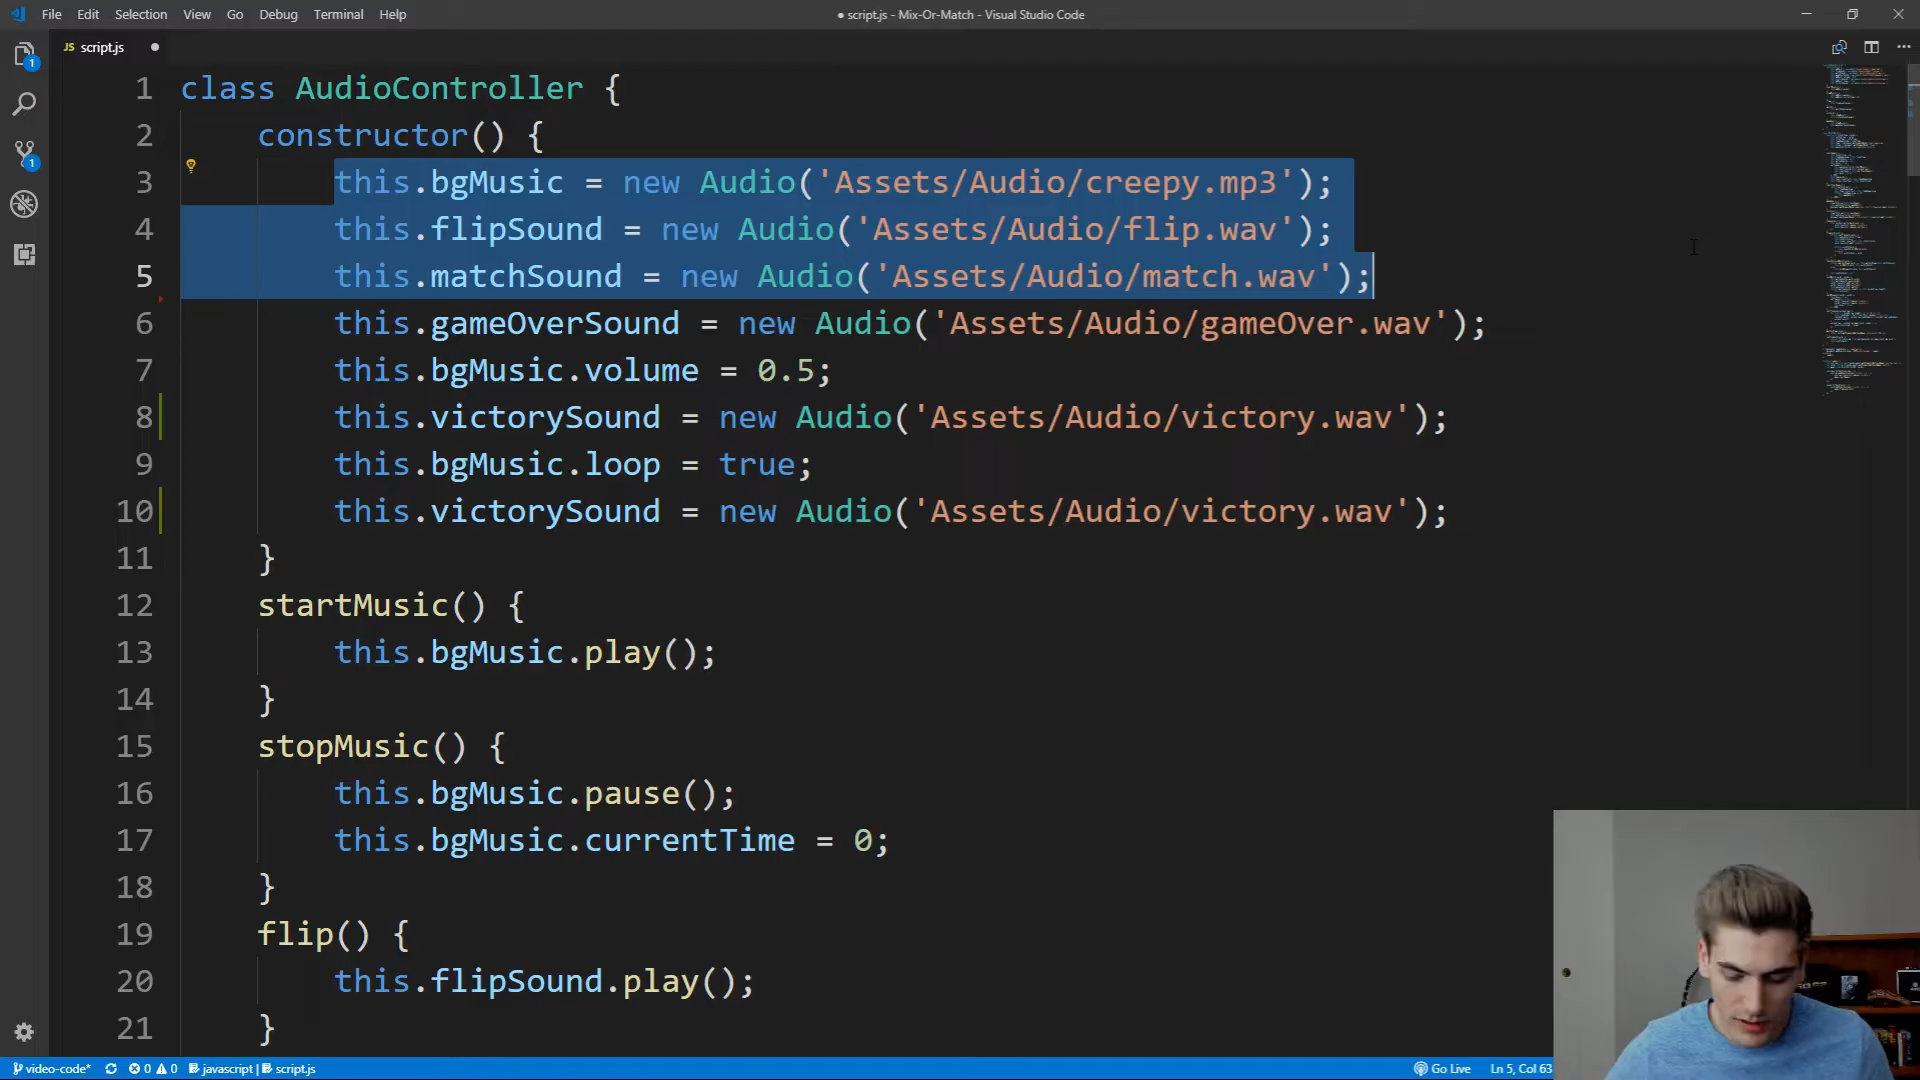 File Edit Selection View Go Debug Terminal Help
● script.js - Mix-Or-Match - Visual Studio Code
JS script.js ●
1 class AudioController {
2 constructor() {
3 this.bgMusic = new Audio('Assets/Audio/creepy.mp3');
4 this.flipSound = new Audio('Assets/Audio/flip.wav');
5 this.matchSound = new Audio('Assets/Audio/match.wav');
6 this.gameOverSound = new Audio('Assets/Audio/gameOver.wav');
7 this.bgMusic.volume = 0.5;
8 this.victorySound = new Audio('Assets/Audio/victory.wav');
9 this.bgMusic.loop = true;
10 this.victorySound = new Audio('Assets/Audio/victory.wav');
11 }
12 startMusic() {
13 this.bgMusic.play();
14 }
15 stopMusic() {
16 this.bgMusic.pause();
17 this.bgMusic.currentTime = 0;
18 }
19 flip() {
20 this.flipSound.play();
21 }
1
1
video-code* 0 0 javascript script.js Go Live Ln 5, Col 63